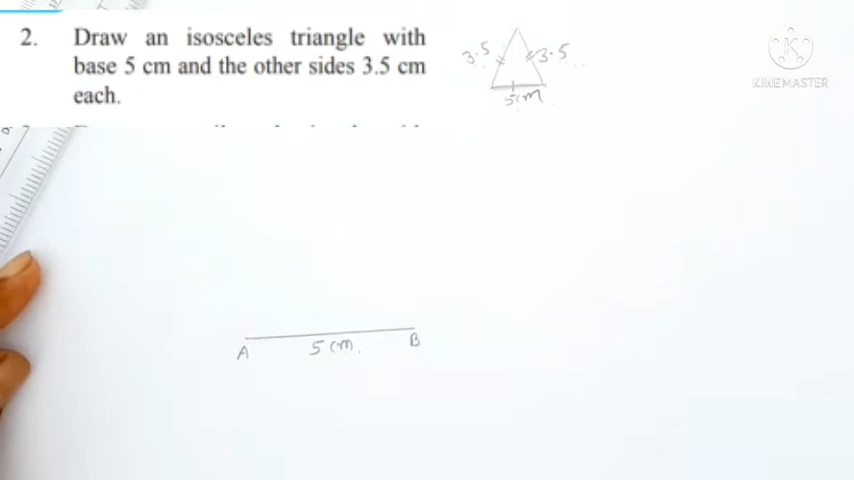 2. Draw an isosceles triangle with
base 5 cm and the other sides 3.5 cm
each.
3.5 3.5
5cm
KINEMASTER
A 5 cm. B